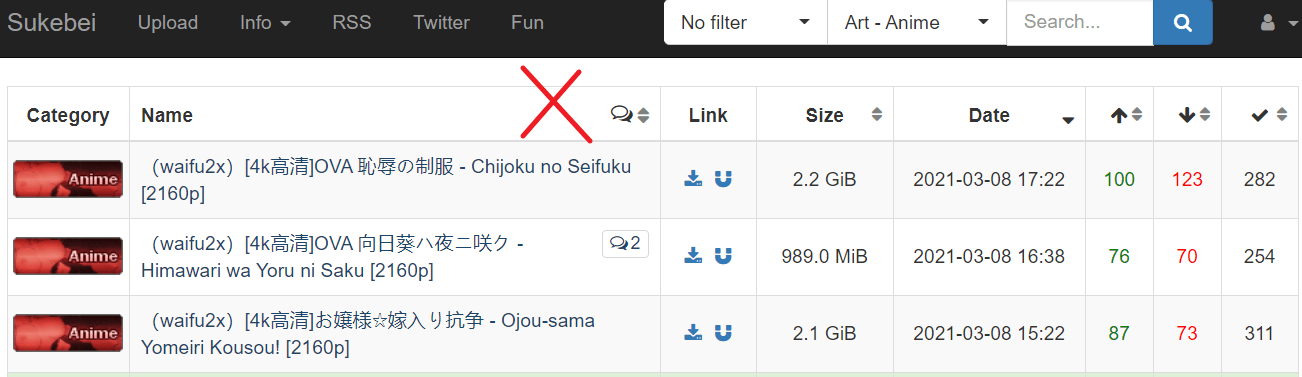 Sukebei Upload Info RSS Twitter Fun No filter Art - Anime Search...
Category Name Link Size Date
Anime （waifu2x）[4k高清]OVA 恥辱の制服 - Chijoku no Seifuku 2.2 GiB 2021-03-08 17:22 100 123 282
[2160p]
Anime （waifu2x）[4k高清]OVA 向日葵ハ夜ニ咲ク - 2 989.0 MiB 2021-03-08 16:38 76 70 254
Himawari wa Yoru ni Saku [2160p]
Anime （waifu2x）[4k高清]お嬢様☆嫁入り抗争 - Ojou-sama 2.1 GiB 2021-03-08 15:22 87 73 311
Yomeiri Kousou! [2160p]